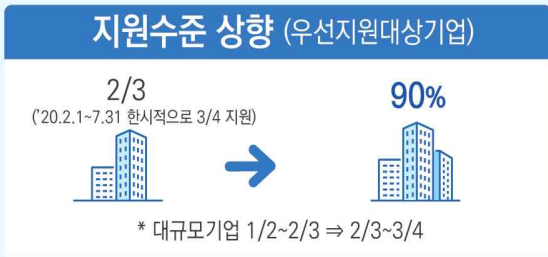 지원수준 상향 (우선지원대상기업)
2/3
('20.2.1~7.31 한시적으로 3/4 지원)
90%
* 대규모기업 1/2~2/3 ⇒ 2/3~3/4